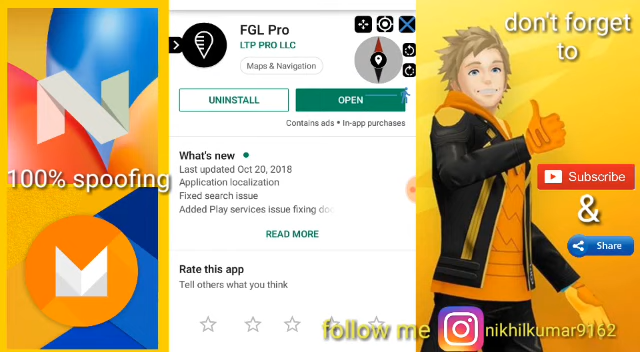 100% spoofing
FGL Pro
LTP PRO LLC
Maps & Navigation
UNINSTALL
OPEN
Contains ads • In-app purchases
What's new
Last updated Oct 20, 2018
Application localization
Fixed search issue
Added Play services issue fixing
READ MORE
Rate this app
Tell others what you think
don't forget
to
Subscribe
&
Share
follow me
nikhilkumar9162